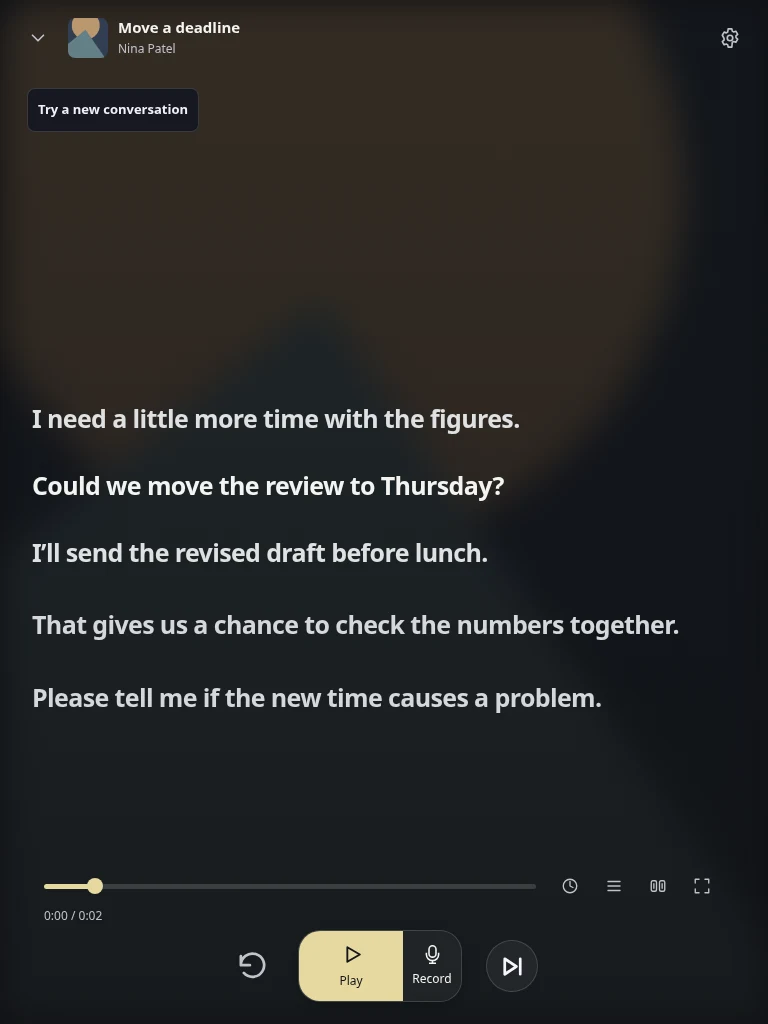 Move a deadline
Nina Patel
Try a new conversation
I need a little more time with the figures.
Could we move the review to Thursday?
I’ll send the revised draft before lunch.
That gives us a chance to check the numbers together.
Please tell me if the new time causes a problem.
0:00 / 0:02
Play
Record